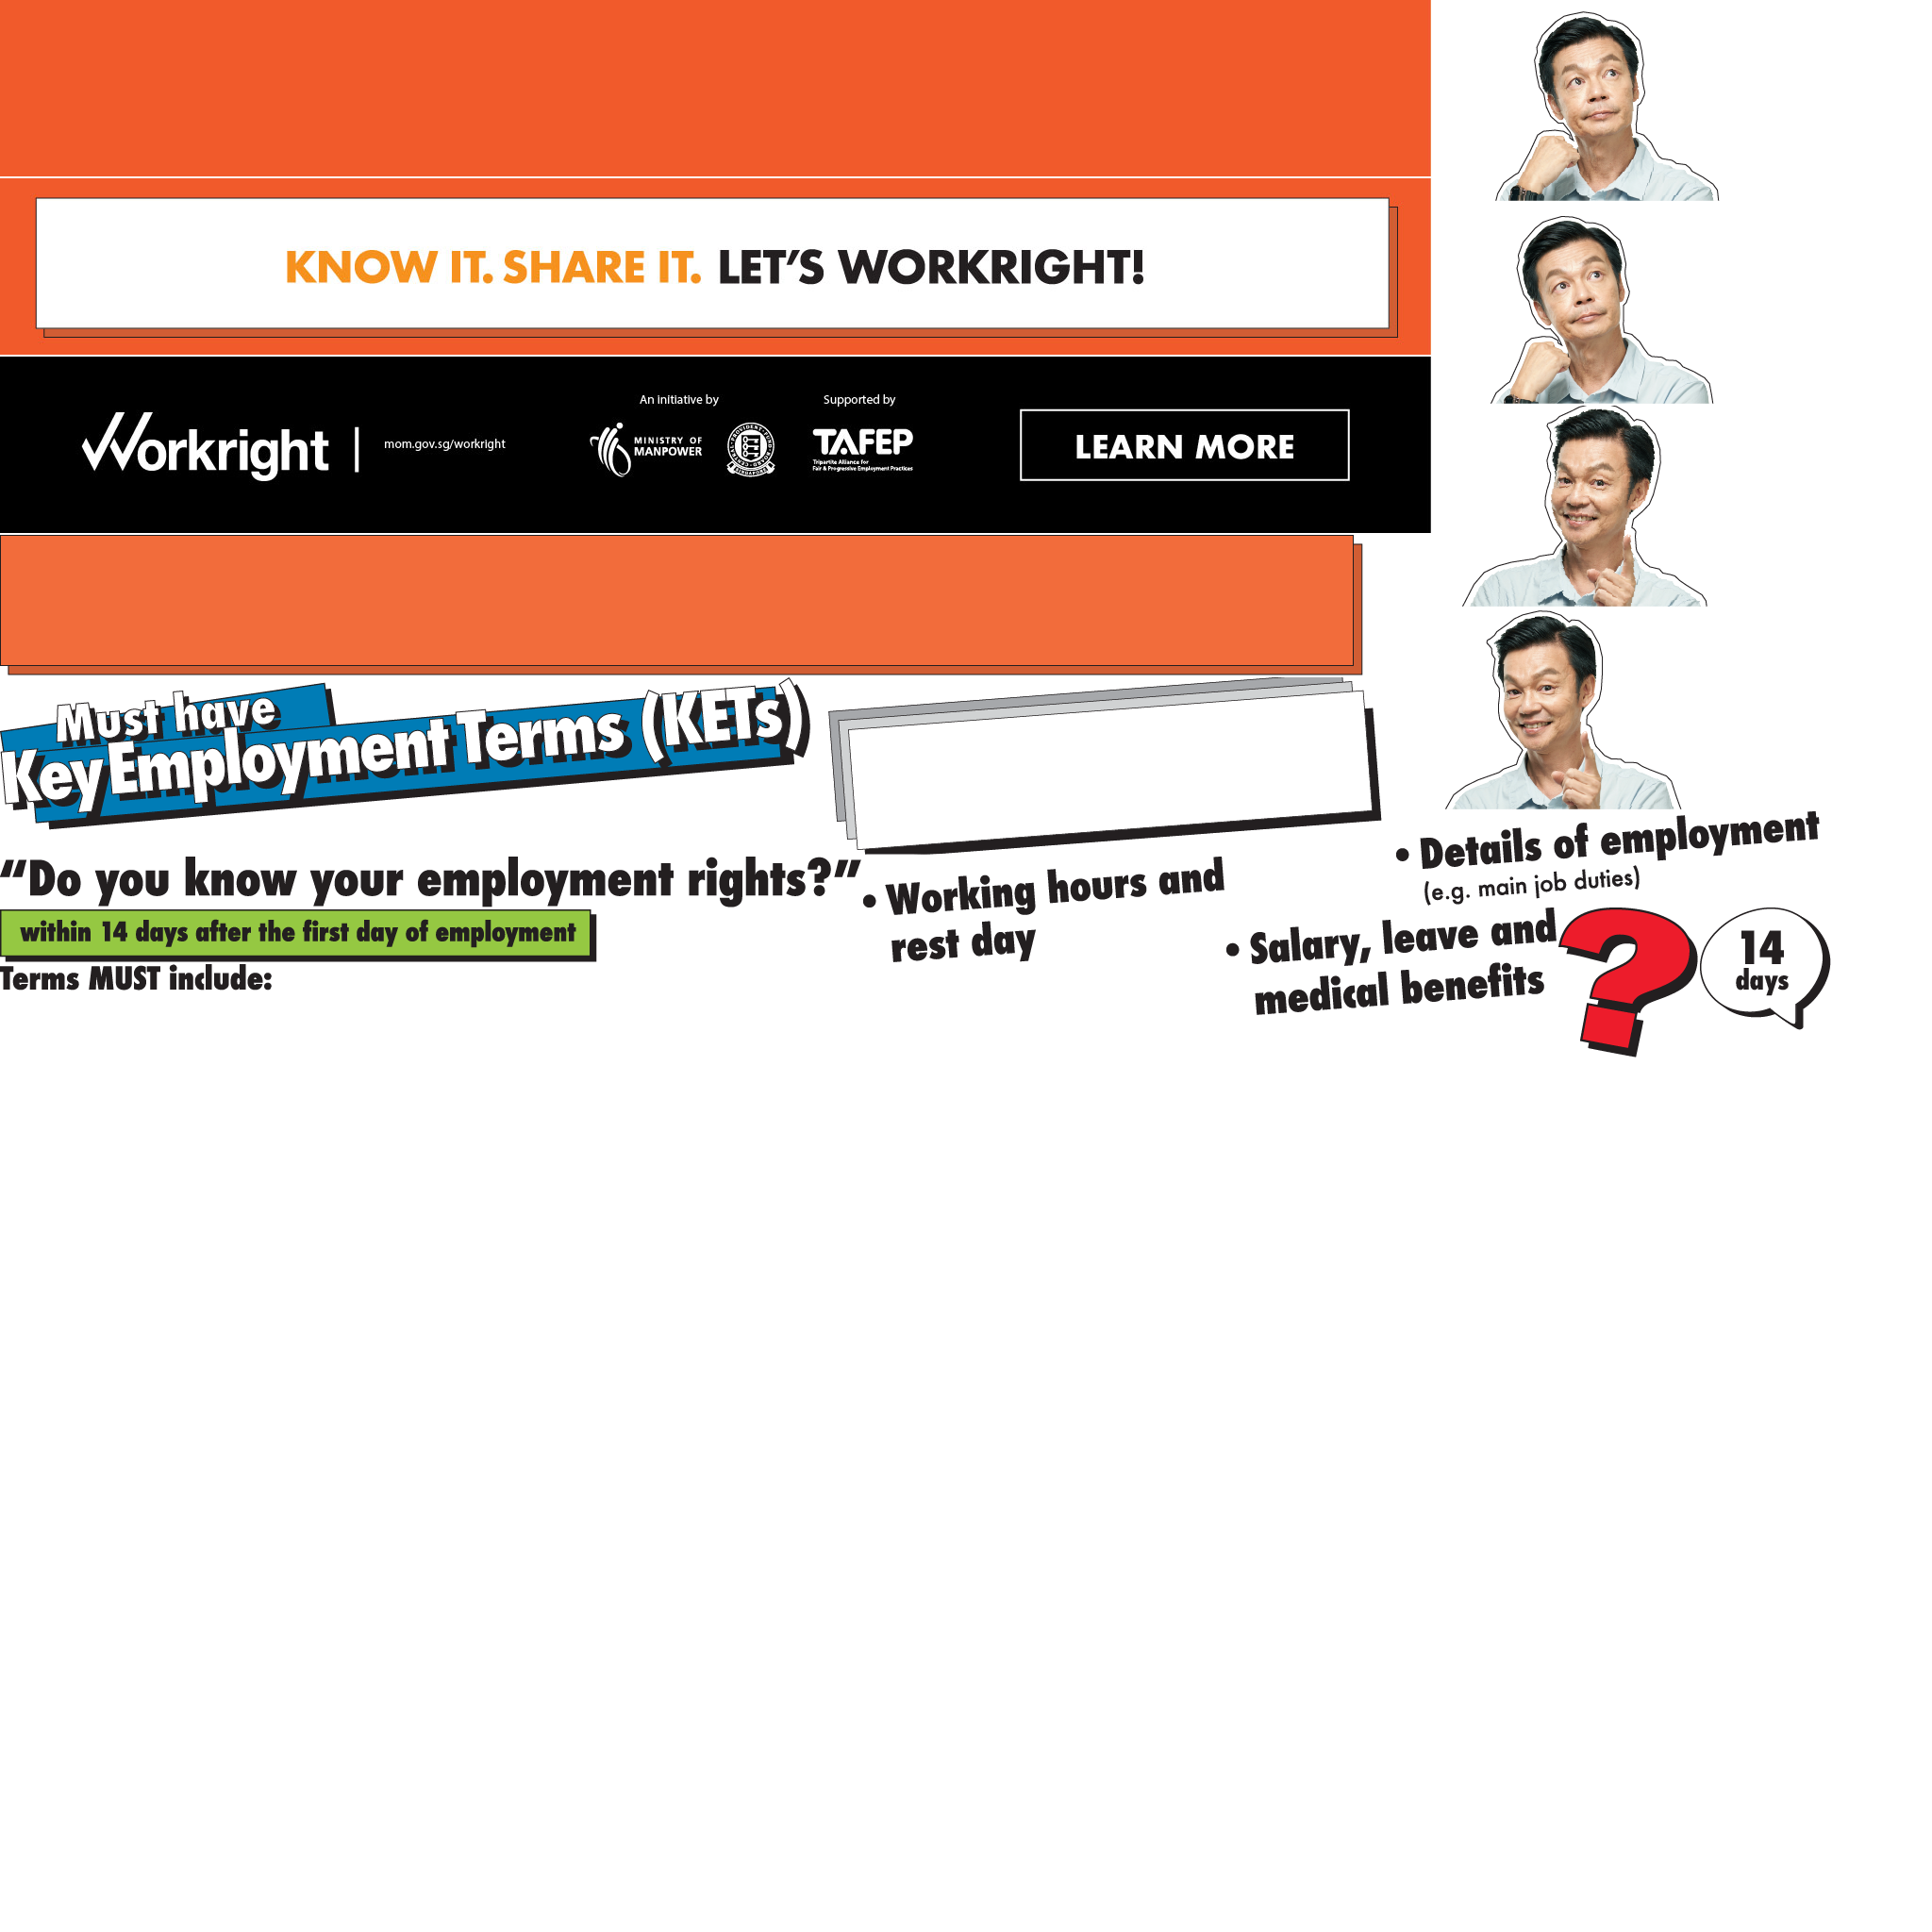 KNOW IT. SHARE IT. LET'S WORKRIGHT!
An initiative by
Supported by
Workright
mom.gov.sg/workright
MINISTRY OF
MANPOWER
CENTRAL PROVIDENT FUND BOARD
SINGAPORE
TAFEP
Tripartite Alliance for
Fair & Progressive Employment Practices
LEARN MORE
Must have
Key Employment Terms (KETs)
“Do you know your employment rights?”
within 14 days after the first day of employment
Terms MUST include:
• Working hours and
rest day
• Details of employment
(e.g. main job duties)
• Salary, leave and
medical benefits
?
14
days